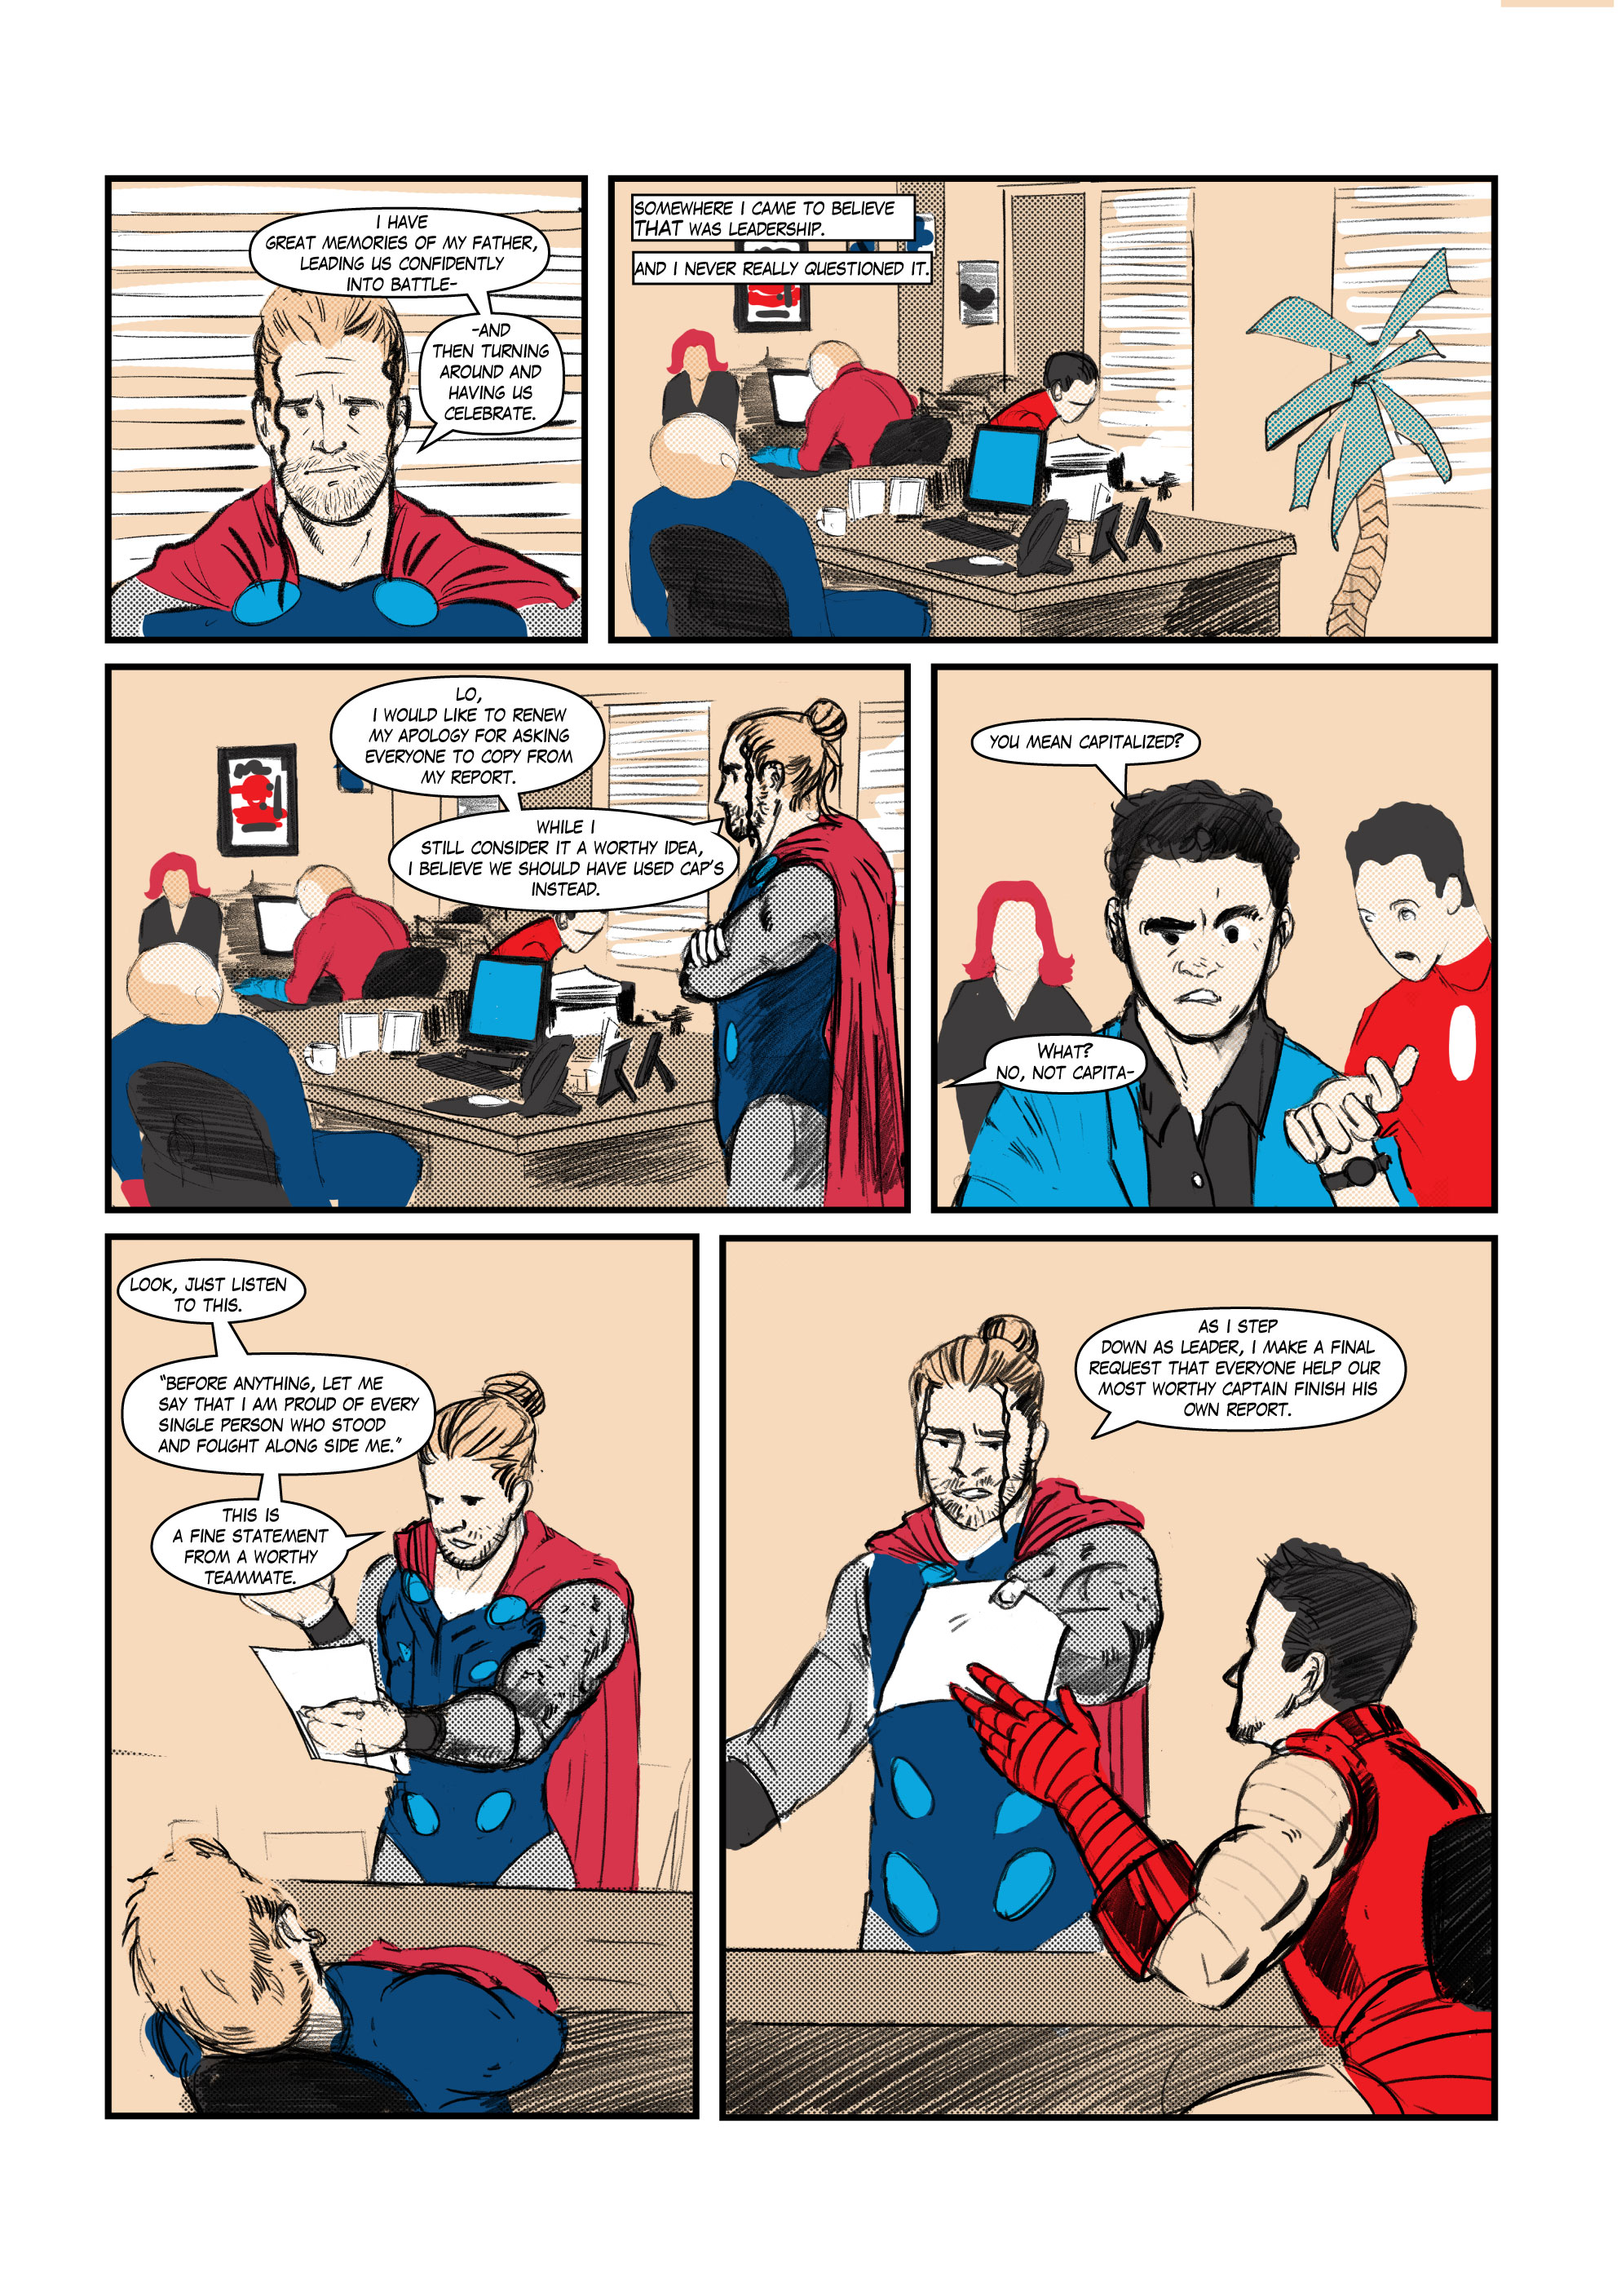 I HAVE
GREAT MEMORIES OF MY FATHER,
LEADING US CONFIDENTLY
INTO BATTLE-
-AND
THEN TURNING
AROUND AND
HAVING US
CELEBRATE.
SOMEWHERE I CAME TO BELIEVE
THAT WAS LEADERSHIP.
AND I NEVER REALLY QUESTIONED IT.
LO,
I WOULD LIKE TO RENEW
MY APOLOGY FOR ASKING
EVERYONE TO COPY FROM
MY REPORT.
WHILE I
STILL CONSIDER IT A WORTHY IDEA,
I BELIEVE WE SHOULD HAVE USED CAP'S
INSTEAD.
YOU MEAN CAPITALIZED?
WHAT?
NO, NOT CAPITA-
LOOK, JUST LISTEN
TO THIS.
"BEFORE ANYTHING, LET ME
SAY THAT I AM PROUD OF EVERY
SINGLE PERSON WHO STOOD
AND FOUGHT ALONG SIDE ME."
THIS IS
A FINE STATEMENT
FROM A WORTHY
TEAMMATE.
AS I STEP
DOWN AS LEADER, I MAKE A FINAL
REQUEST THAT EVERYONE HELP OUR
MOST WORTHY CAPTAIN FINISH HIS
OWN REPORT.